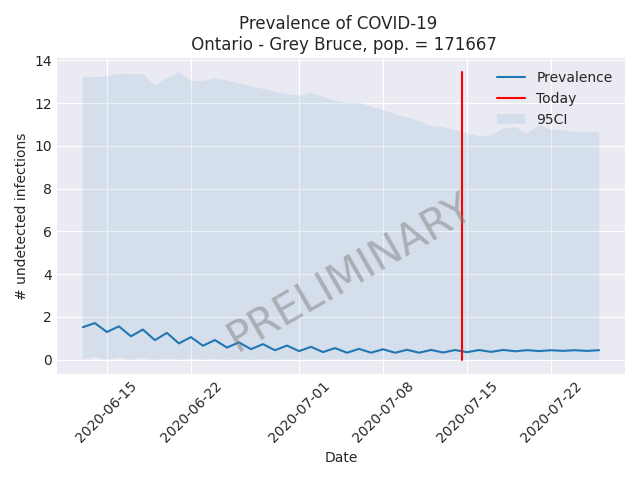 Prevalence of COVID-19
Ontario - Grey Bruce, pop. = 171667
14
12
10
8
6
4
2
0
# undetected infections
Prevalence
Today
95CI
PRELIMINARY
2020-06-15
2020-06-22
2020-07-01
2020-07-08
2020-07-15
2020-07-22
Date